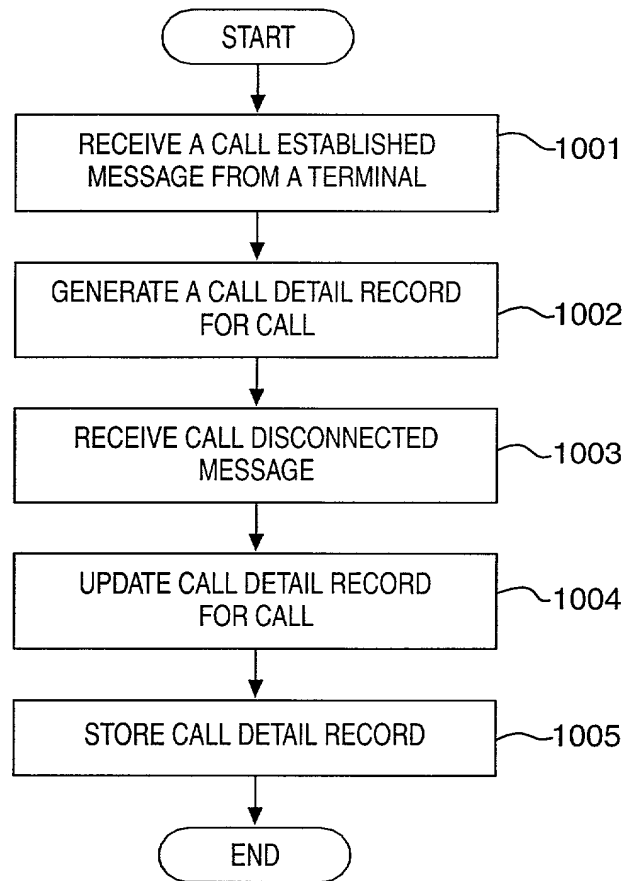 START
RECEIVE A CALL ESTABLISHED
MESSAGE FROM A TERMINAL
1001
GENERATE A CALL DETAIL RECORD
FOR CALL
1002
RECEIVE CALL DISCONNECTED
MESSAGE
1003
UPDATE CALL DETAIL RECORD
FOR CALL
1004
STORE CALL DETAIL RECORD
1005
END